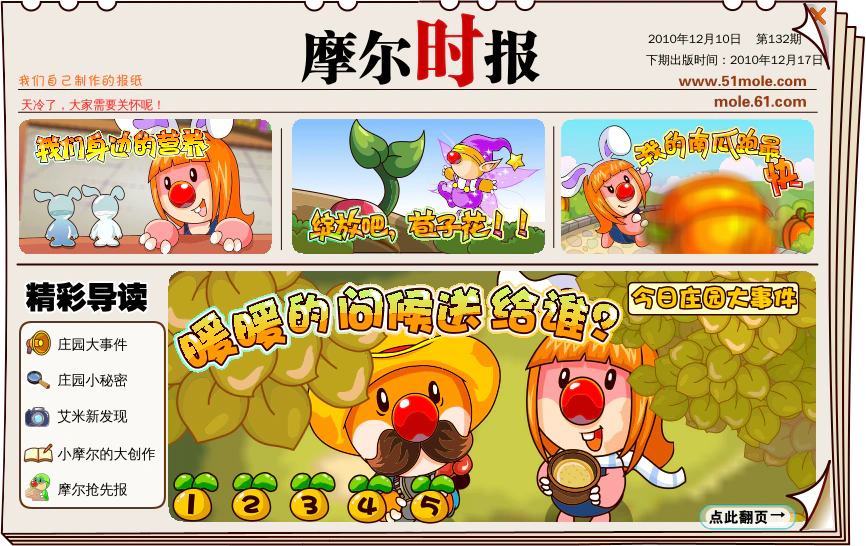 摩尔时报
2010年12月10日 第132期
下期出版时间：2010年12月17日
我们自己制作的报纸
www.51mole.com
天冷了，大家需要关怀呢！
mole.61.com
我们身边的营养
绽放吧，苞子花！！
我的南瓜跑最快
精彩导读
庄园大事件
庄园小秘密
艾米新发现
小摩尔的大创作
摩尔抢先报
暖暖的问候送给谁？
今日庄园大事件
1 2 3 4 5
点此翻页→